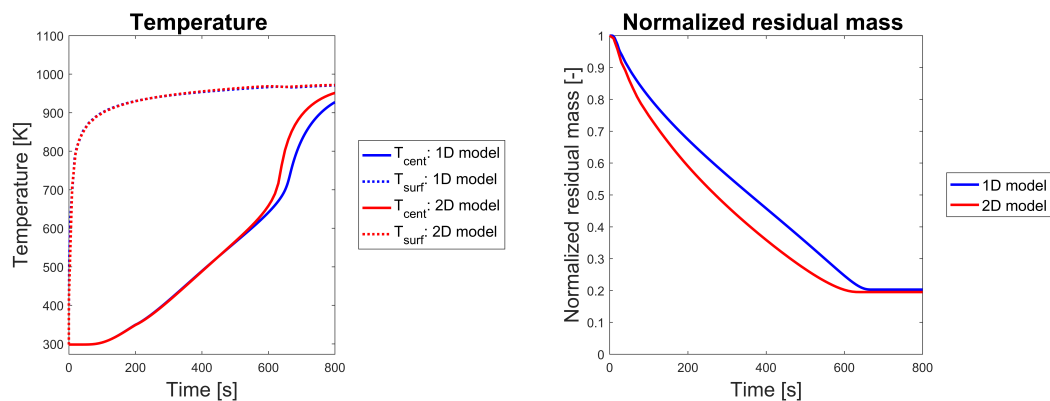 Temperature
1100
1000
900
800
700
600
500
400
300
0
200
400
600
800
Temperature [K]
Time [s]
T_cent: 1D model
T_surf: 1D model
T_cent: 2D model
T_surf: 2D model
Normalized residual mass
1
0.9
0.8
0.7
0.6
0.5
0.4
0.3
0.2
0.1
0
0
200
400
600
800
Normalized residual mass [-]
Time [s]
1D model
2D model